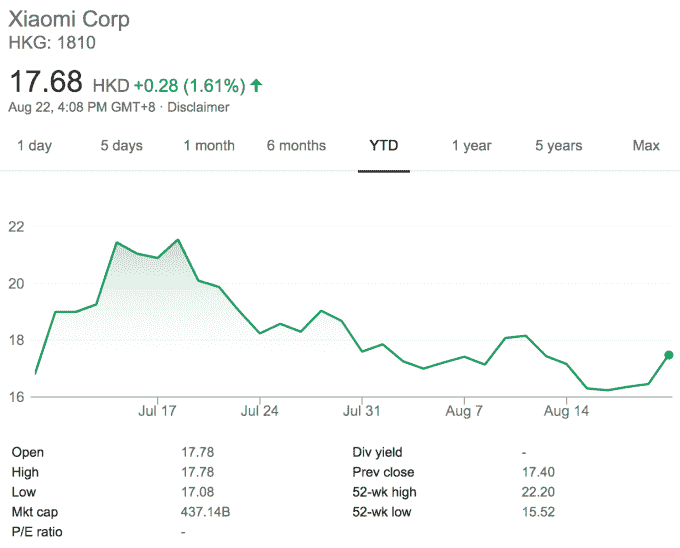 Xiaomi Corp
HKG: 1810
17.68 HKD +0.28 (1.61%) ↑
Aug 22, 4:08 PM GMT+8 · Disclaimer
1 day 5 days 1 month 6 months YTD 1 year 5 years Max
22
20
18
16
Jul 17 Jul 24 Jul 31 Aug 7 Aug 14
Open 17.78 Div yield -
High 17.78 Prev close 17.40
Low 17.08 52-wk high 22.20
Mkt cap 437.14B 52-wk low 15.52
P/E ratio -